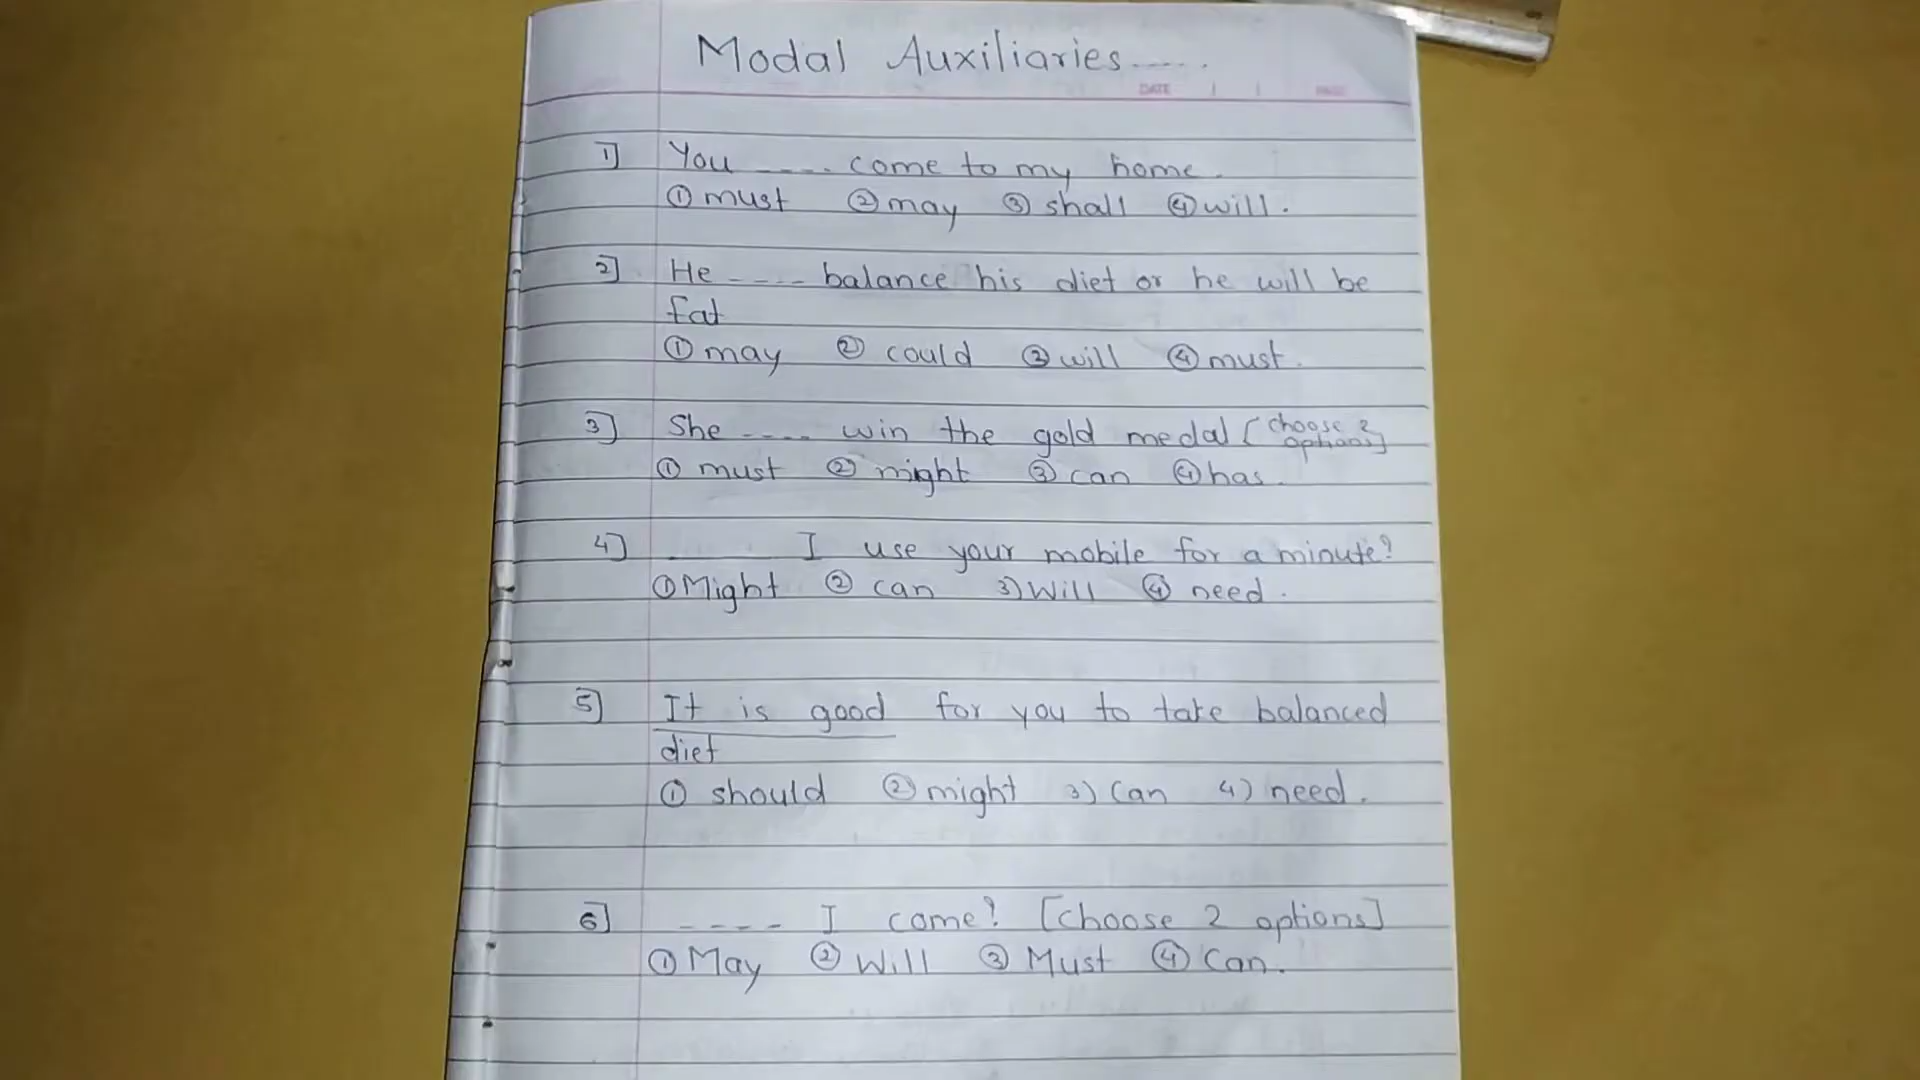 Modal Auxiliaries.....
DATE / / PAGE
1] You .... come to my home.
① must ② may ③ shall ④ will.
2] He .... balance his diet or he will be
fat
① may ② could ③ will ④ must.
3] She .... win the gold medal [choose 2 options]
① must ② might ③ can ④ has.
4] .... I use your mobile for a minute?
① Might ② can 3) Will ④ need.
5] It is good for you to take balanced
diet
① should ② might 3) Can 4) need.
6] .... I come? [Choose 2 options]
① May ② Will ③ Must ④ Can.